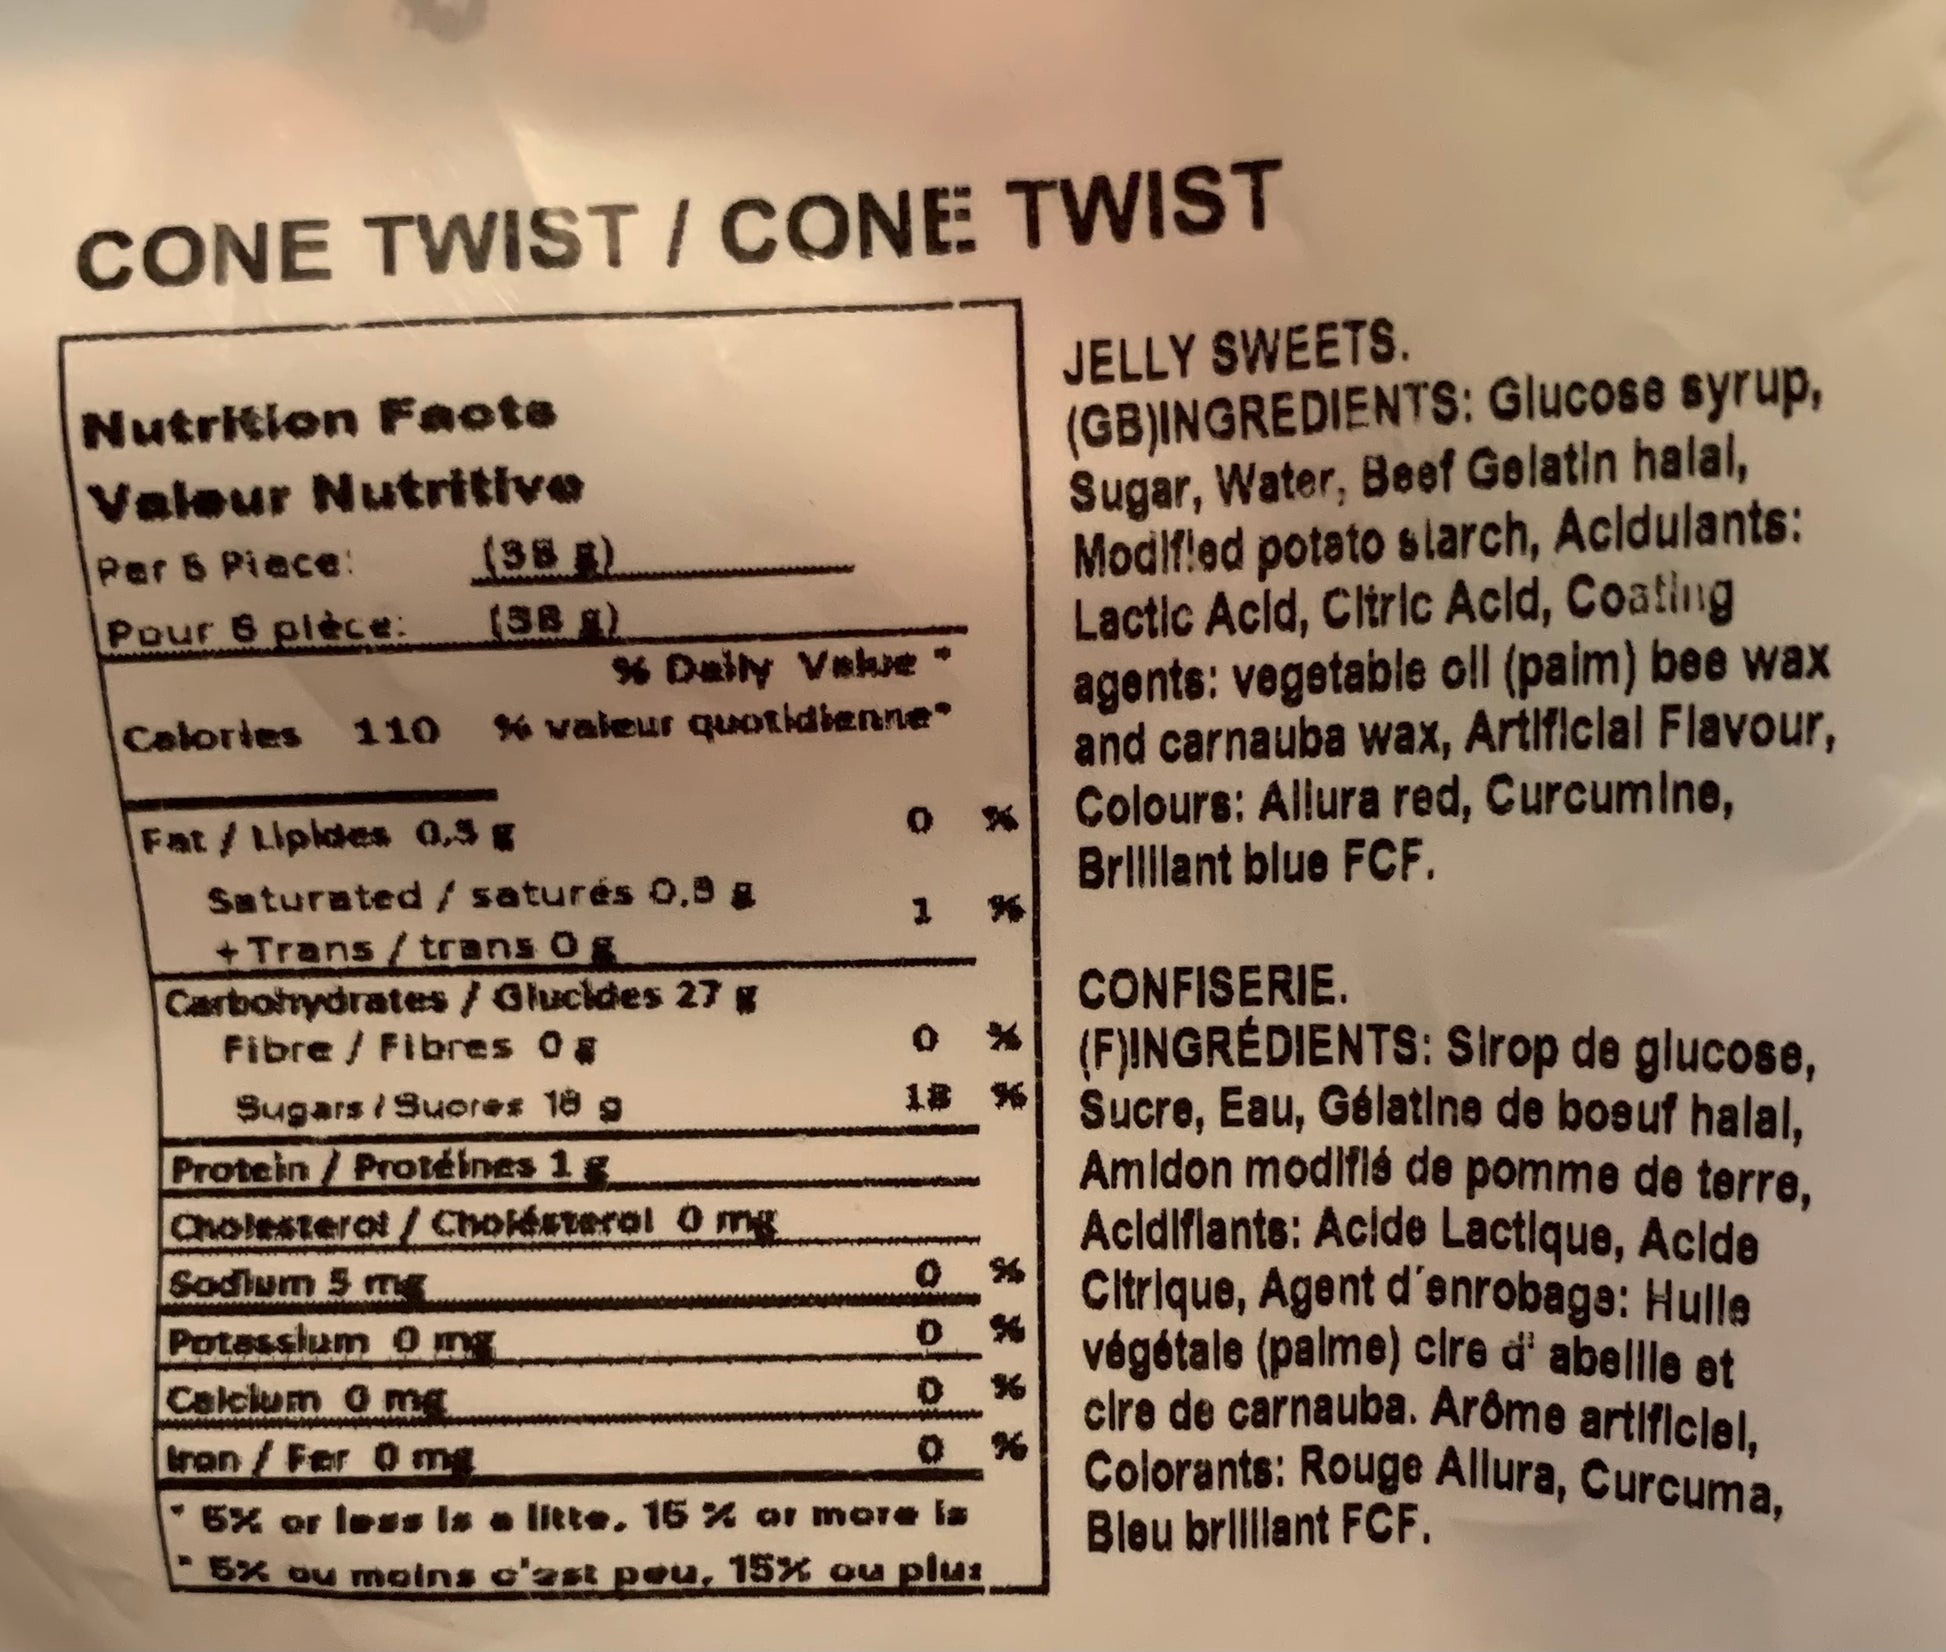 CONE TWIST / CONE TWIST
Nutrition Facts
Valeur Nutritive
Per 6 Piece: (38 g)
Pour 6 pièce: (38 g)
% Daily Value *
Calories 110 % valeur quotidienne*
Fat / Lipides 0,3 g 0 %
Saturated / saturés 0,3 g 1 %
+ Trans / trans 0 g
Carbohydrates / Glucides 27 g
Fibre / Fibres 0 g 0 %
Sugars / Sucres 18 g 18 %
Protein / Protéines 1 g
Cholesterol / Cholésterol 0 mg
Sodium 5 mg 0 %
Potassium 0 mg 0 %
Calcium 0 mg 0 %
Iron / Fer 0 mg 0 %
* 5% or less is a litte, 15 % or more is
* 5% ou moins c'est peu, 15% ou plus
JELLY SWEETS.
(GB)INGREDIENTS: Glucose syrup,
Sugar, Water, Beef Gelatin halal,
Modified potato starch, Acidulants:
Lactic Acid, Citric Acid, Coating
agents: vegetable oil (palm) bee wax
and carnauba wax, Artificial Flavour,
Colours: Allura red, Curcumine,
Brilliant blue FCF.
CONFISERIE.
(F)INGRÉDIENTS: Sirop de glucose,
Sucre, Eau, Gélatine de boeuf halal,
Amidon modifié de pomme de terre,
Acidifiants: Acide Lactique, Acide
Citrique, Agent d´enrobage: Huile
végétale (palme) cire d' abeille et
cire de carnauba. Arôme artificiel,
Colorants: Rouge Allura, Curcuma,
Bleu brilliant FCF.